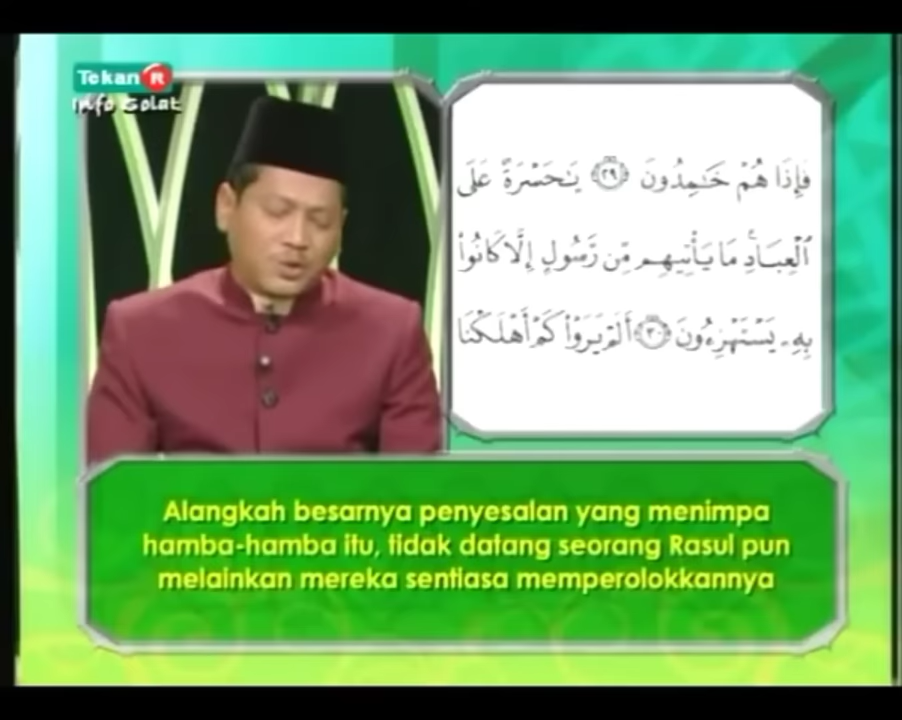 Tekan R
Info Solat
فَإِذَا هُمْ خَـٰمِدُونَ ٢٩ يَـٰحَسْرَةً عَلَى
ٱلْعِبَادِ ۚ مَا يَأْتِيهِم مِّن رَّسُولٍ إِلَّا كَانُوا۟
بِهِۦ يَسْتَهْزِءُونَ ٣٠ أَلَمْ يَرَوْا۟ كَمْ أَهْلَكْنَا
Alangkah besarnya penyesalan yang menimpa
hamba-hamba itu, tidak datang seorang Rasul pun
melainkan mereka sentiasa memperolokkannya